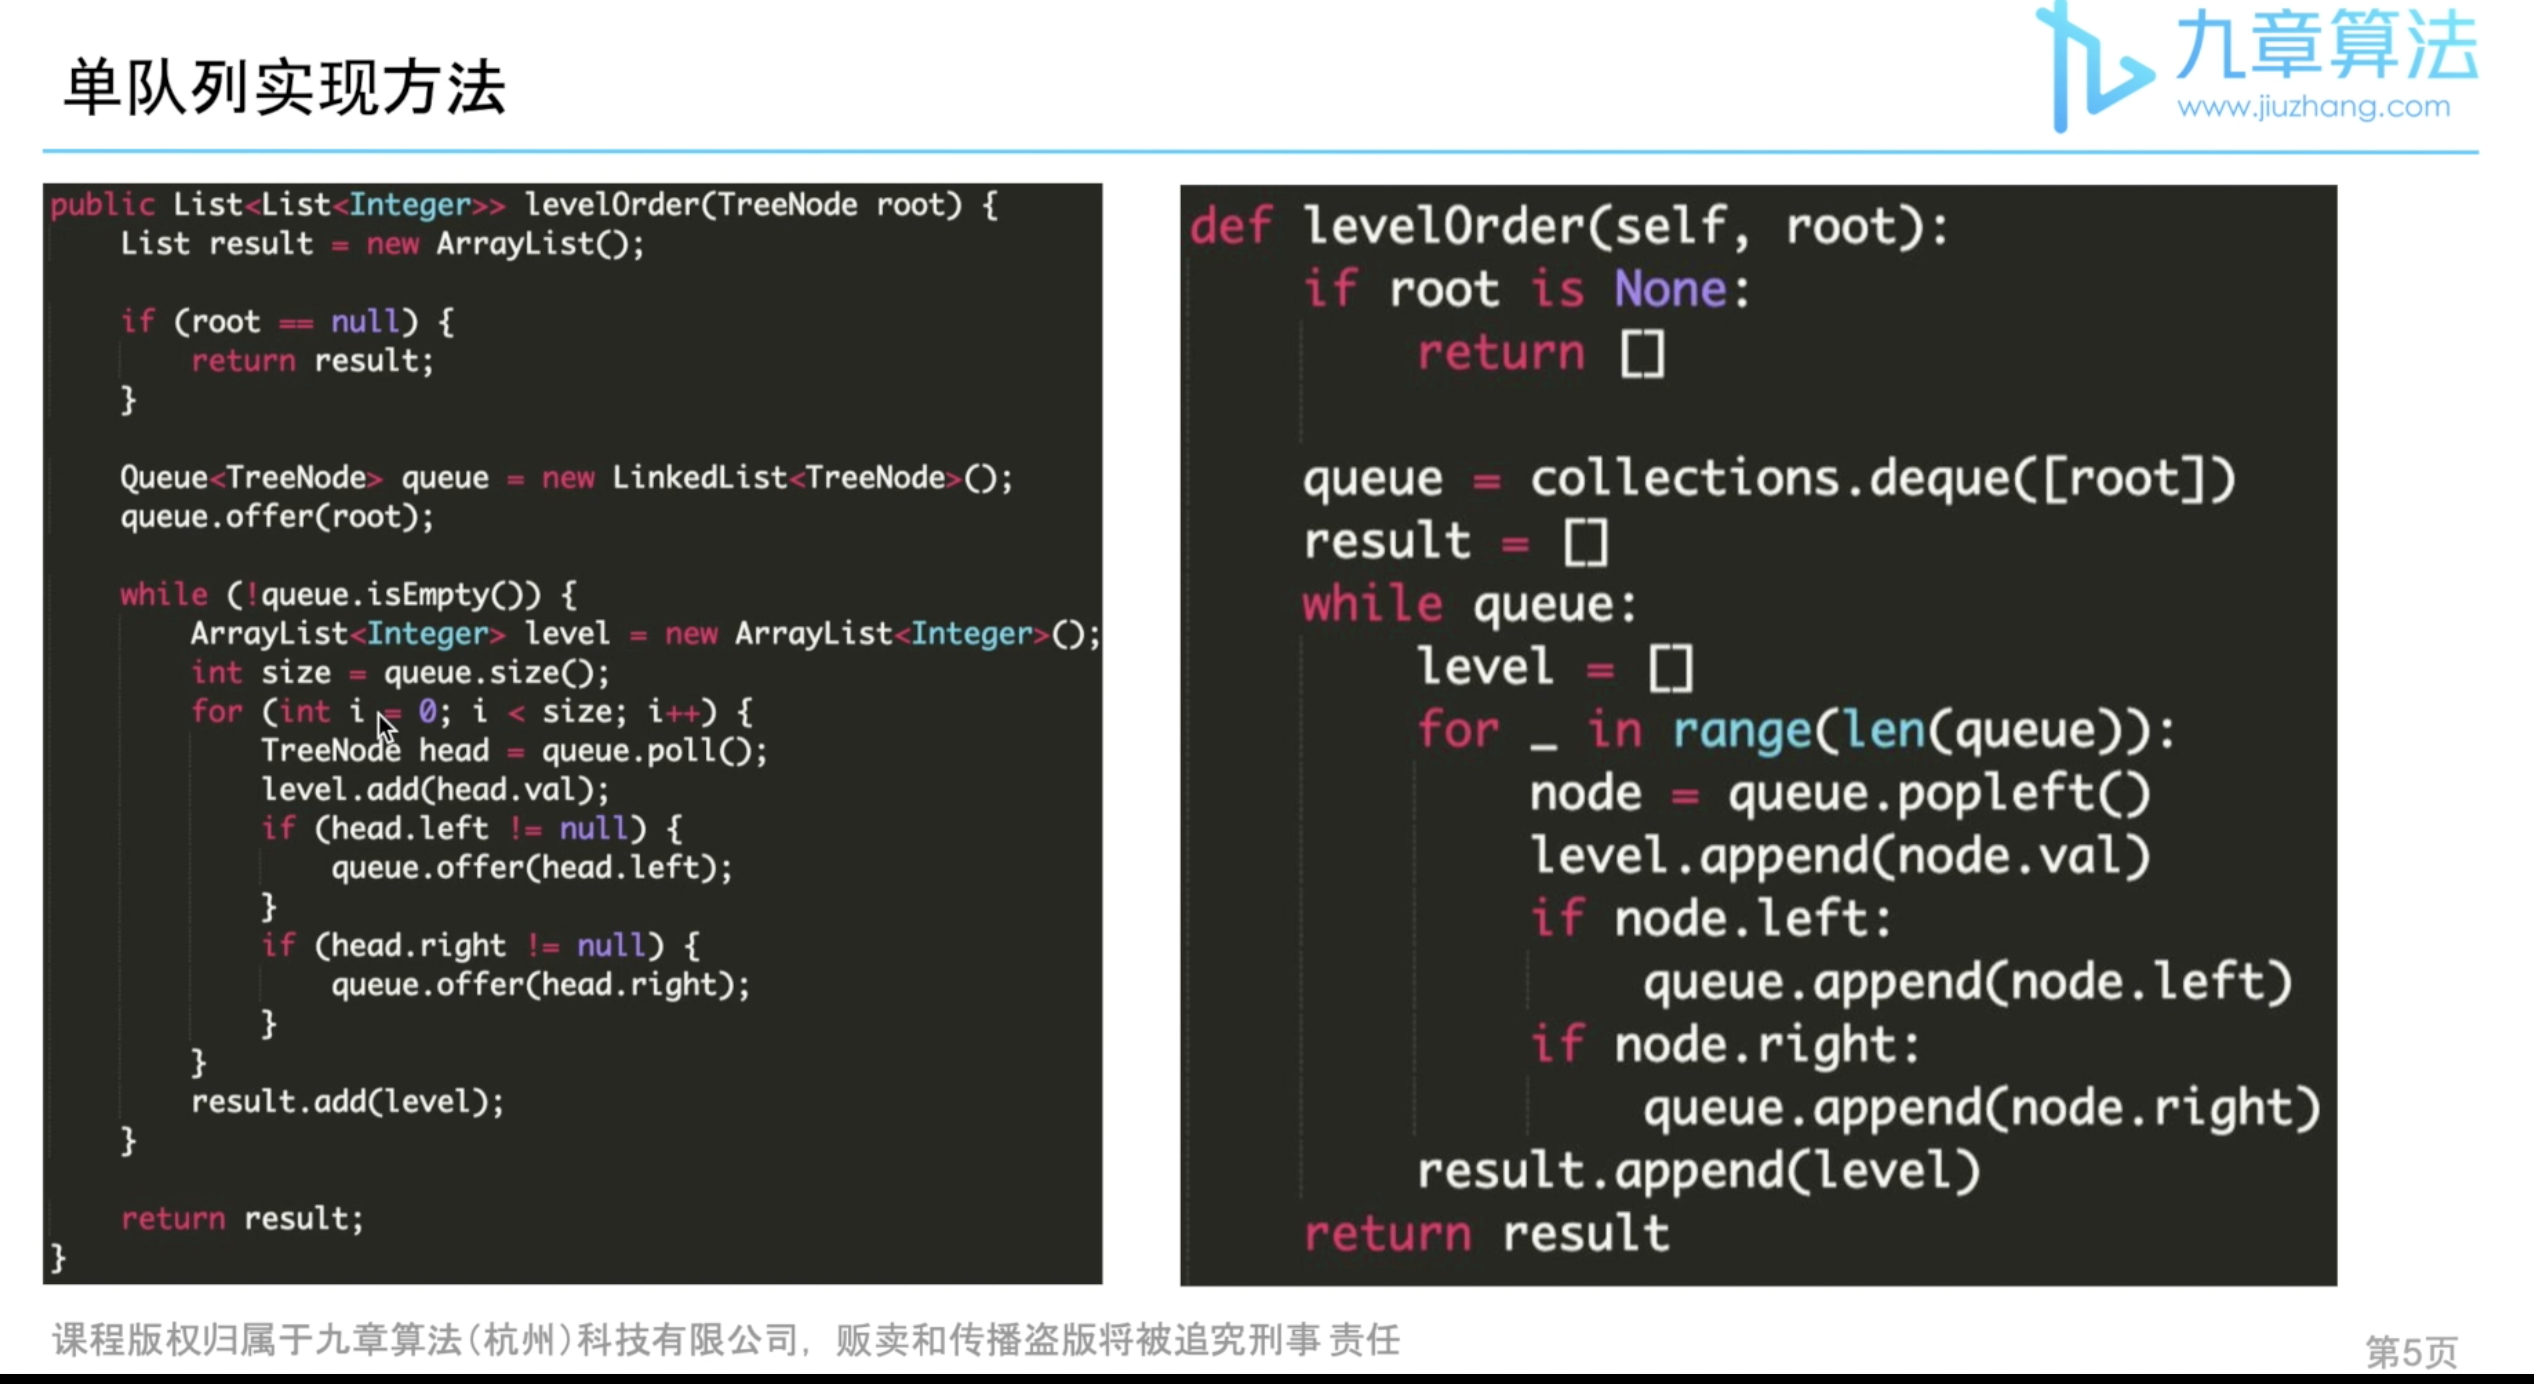 单队列实现方法
九章算法
www.jiuzhang.com
public List<List<Integer>> levelOrder(TreeNode root) {
    List result = new ArrayList();
    if (root == null) {
        return result;
    }
    Queue<TreeNode> queue = new LinkedList<TreeNode>();
    queue.offer(root);
    while (!queue.isEmpty()) {
        ArrayList<Integer> level = new ArrayList<Integer>();
        int size = queue.size();
        for (int i = 0; i < size; i++) {
            TreeNode head = queue.poll();
            level.add(head.val);
            if (head.left != null) {
                queue.offer(head.left);
            }
            if (head.right != null) {
                queue.offer(head.right);
            }
        }
        result.add(level);
    }
    return result;
}
def levelOrder(self, root):
    if root is None:
        return []
    queue = collections.deque([root])
    result = []
    while queue:
        level = []
        for _ in range(len(queue)):
            node = queue.popleft()
            level.append(node.val)
            if node.left:
                queue.append(node.left)
            if node.right:
                queue.append(node.right)
        result.append(level)
    return result
课程版权归属于九章算法(杭州)科技有限公司，贩卖和传播盗版将被追究刑事责任
第5页